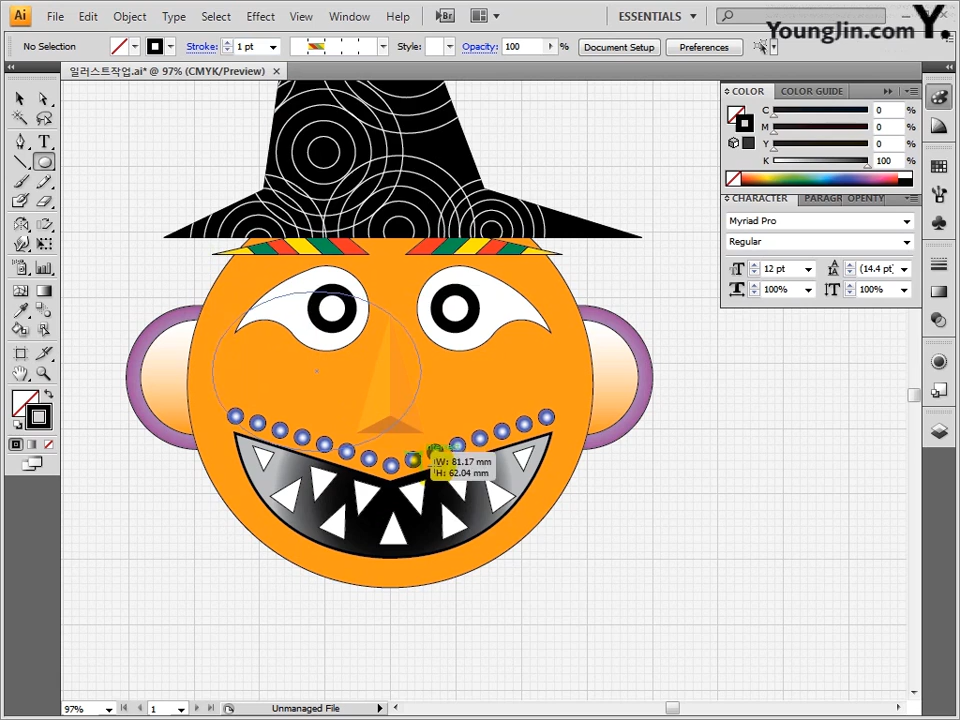 Ai File Edit Object Type Select Effect View Window Help Br ESSENTIALS
YoungJin.com Y.
No Selection Stroke: 1 pt Style: Opacity: 100 % Document Setup Preferences
일러스트작업.ai* @ 97% (CMYK/Preview)
COLOR COLOR GUIDE
C 0 %
M 0 %
Y 0 %
K 100 %
CHARACTER PARAGR OPENTY
Myriad Pro
Regular
12 pt (14.4 pt)
100% 100%
W: 81.17 mm
H: 62.04 mm
97% 1 Unmanaged File